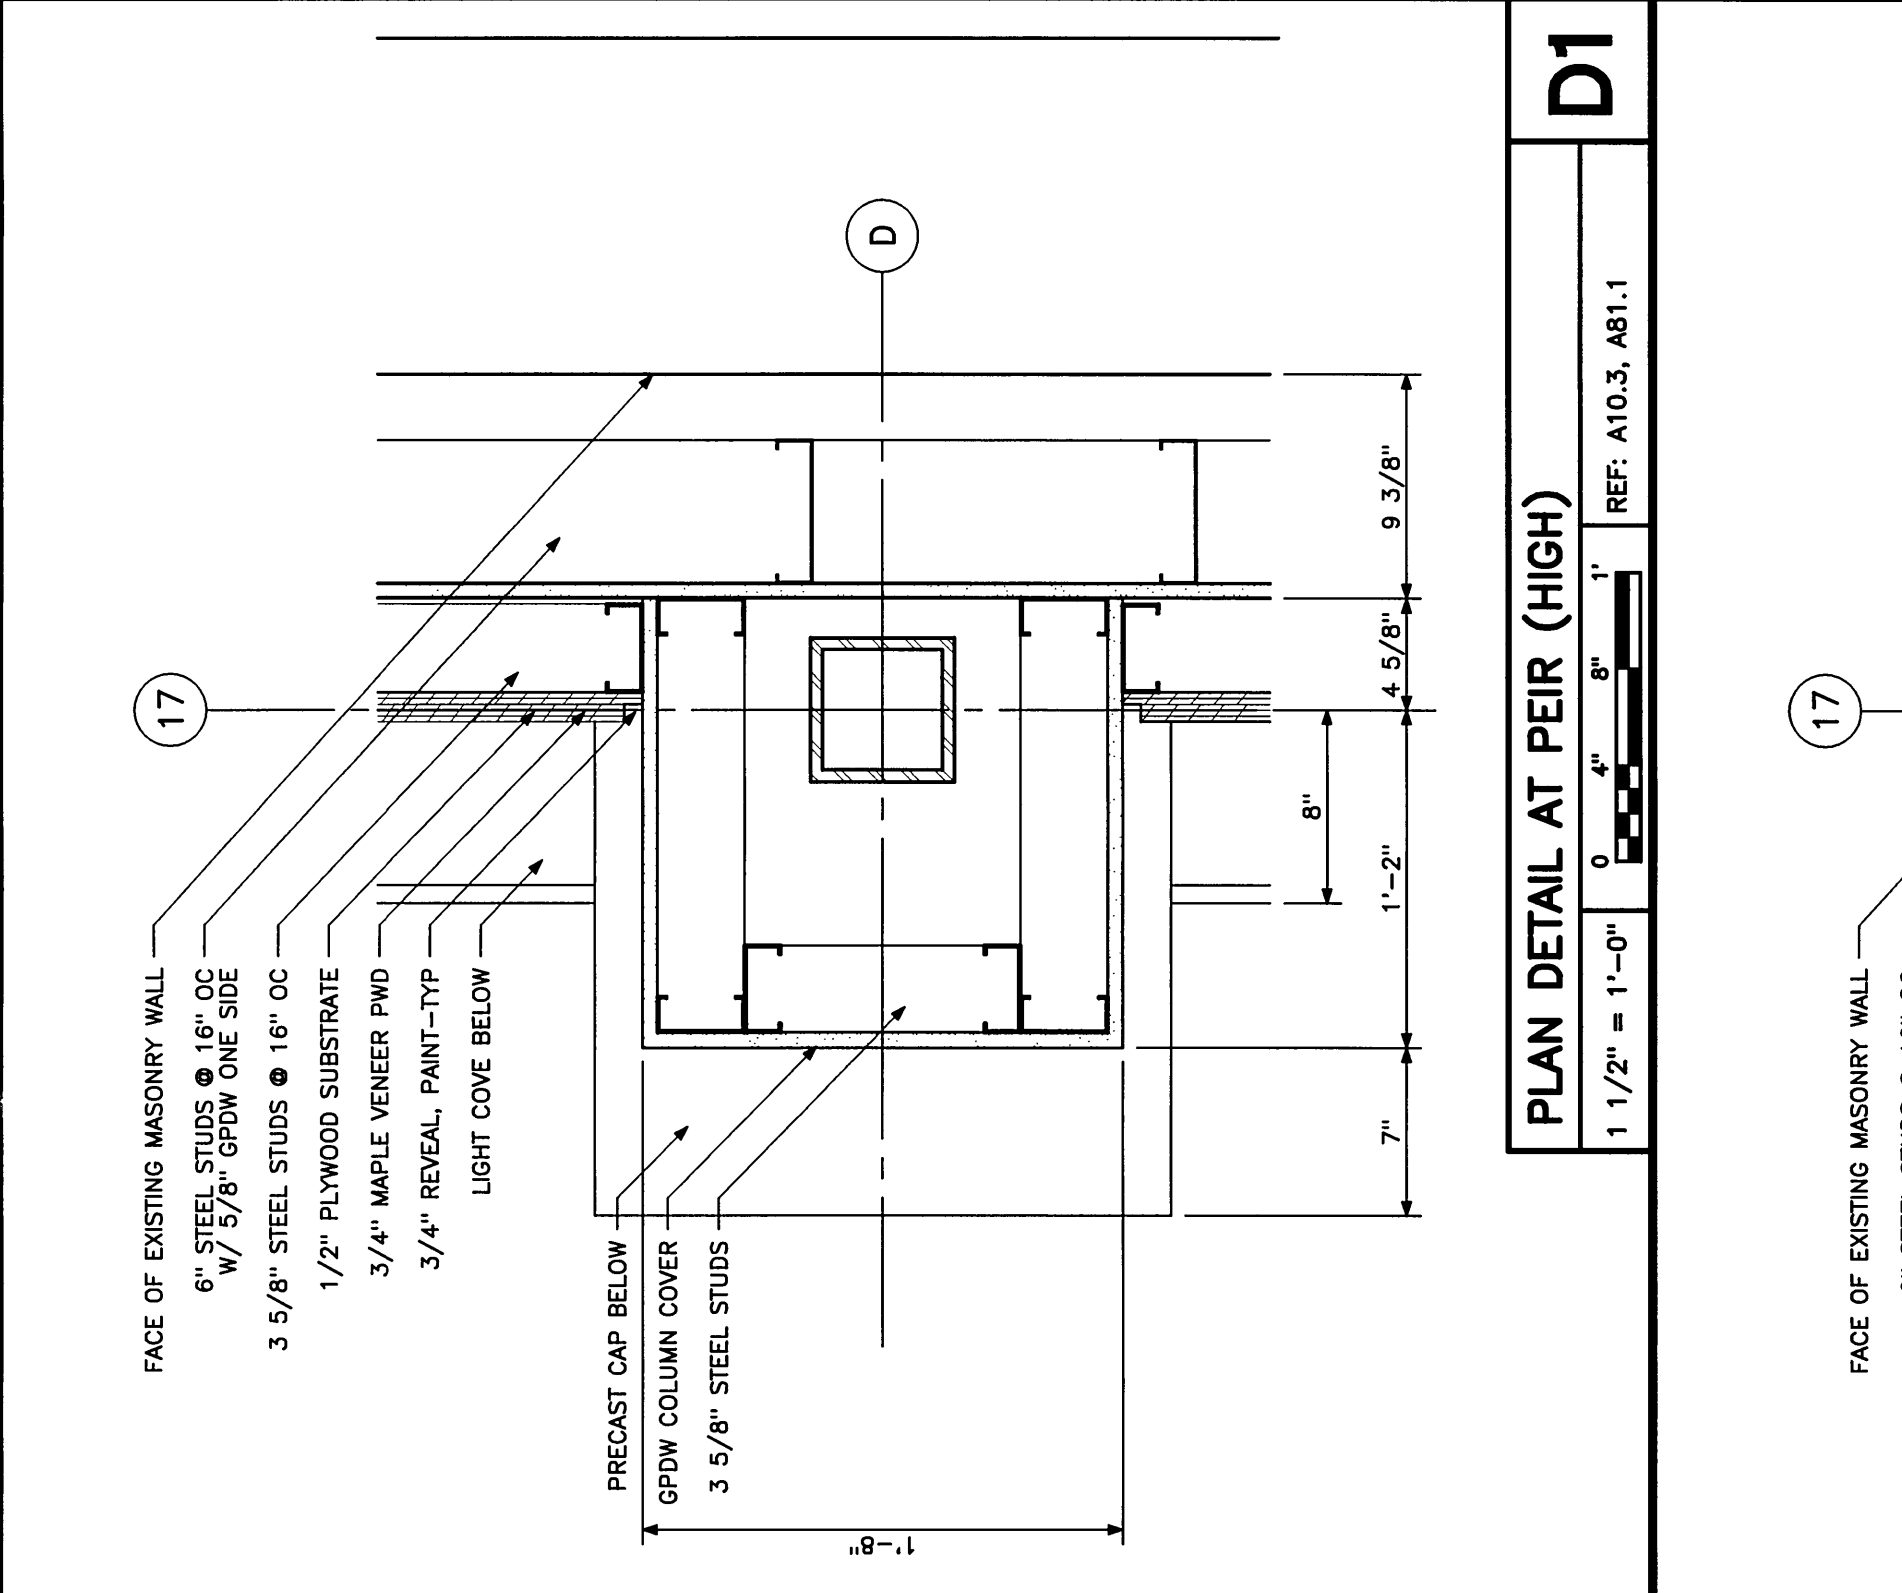 FACE OF EXISTING MASONRY WALL
6" STEEL STUDS @ 16" OC
W/ 5/8" GPDW ONE SIDE
3 5/8" STEEL STUDS @ 16" OC
1/2" PLYWOOD SUBSTRATE
3/4" MAPLE VENEER PWD
3/4" REVEAL, PAINT-TYP
LIGHT COVE BELOW
PRECAST CAP BELOW
GPDW COLUMN COVER
3 5/8" STEEL STUDS
17
D
1'-8"
7"
1'-2"
8"
4 5/8"
9 3/8"
PLAN DETAIL AT PEIR (HIGH)
D1
1 1/2" = 1'-0"
0 4" 8" 1'
REF: A10.3, A81.1
17
FACE OF EXISTING MASONRY WALL